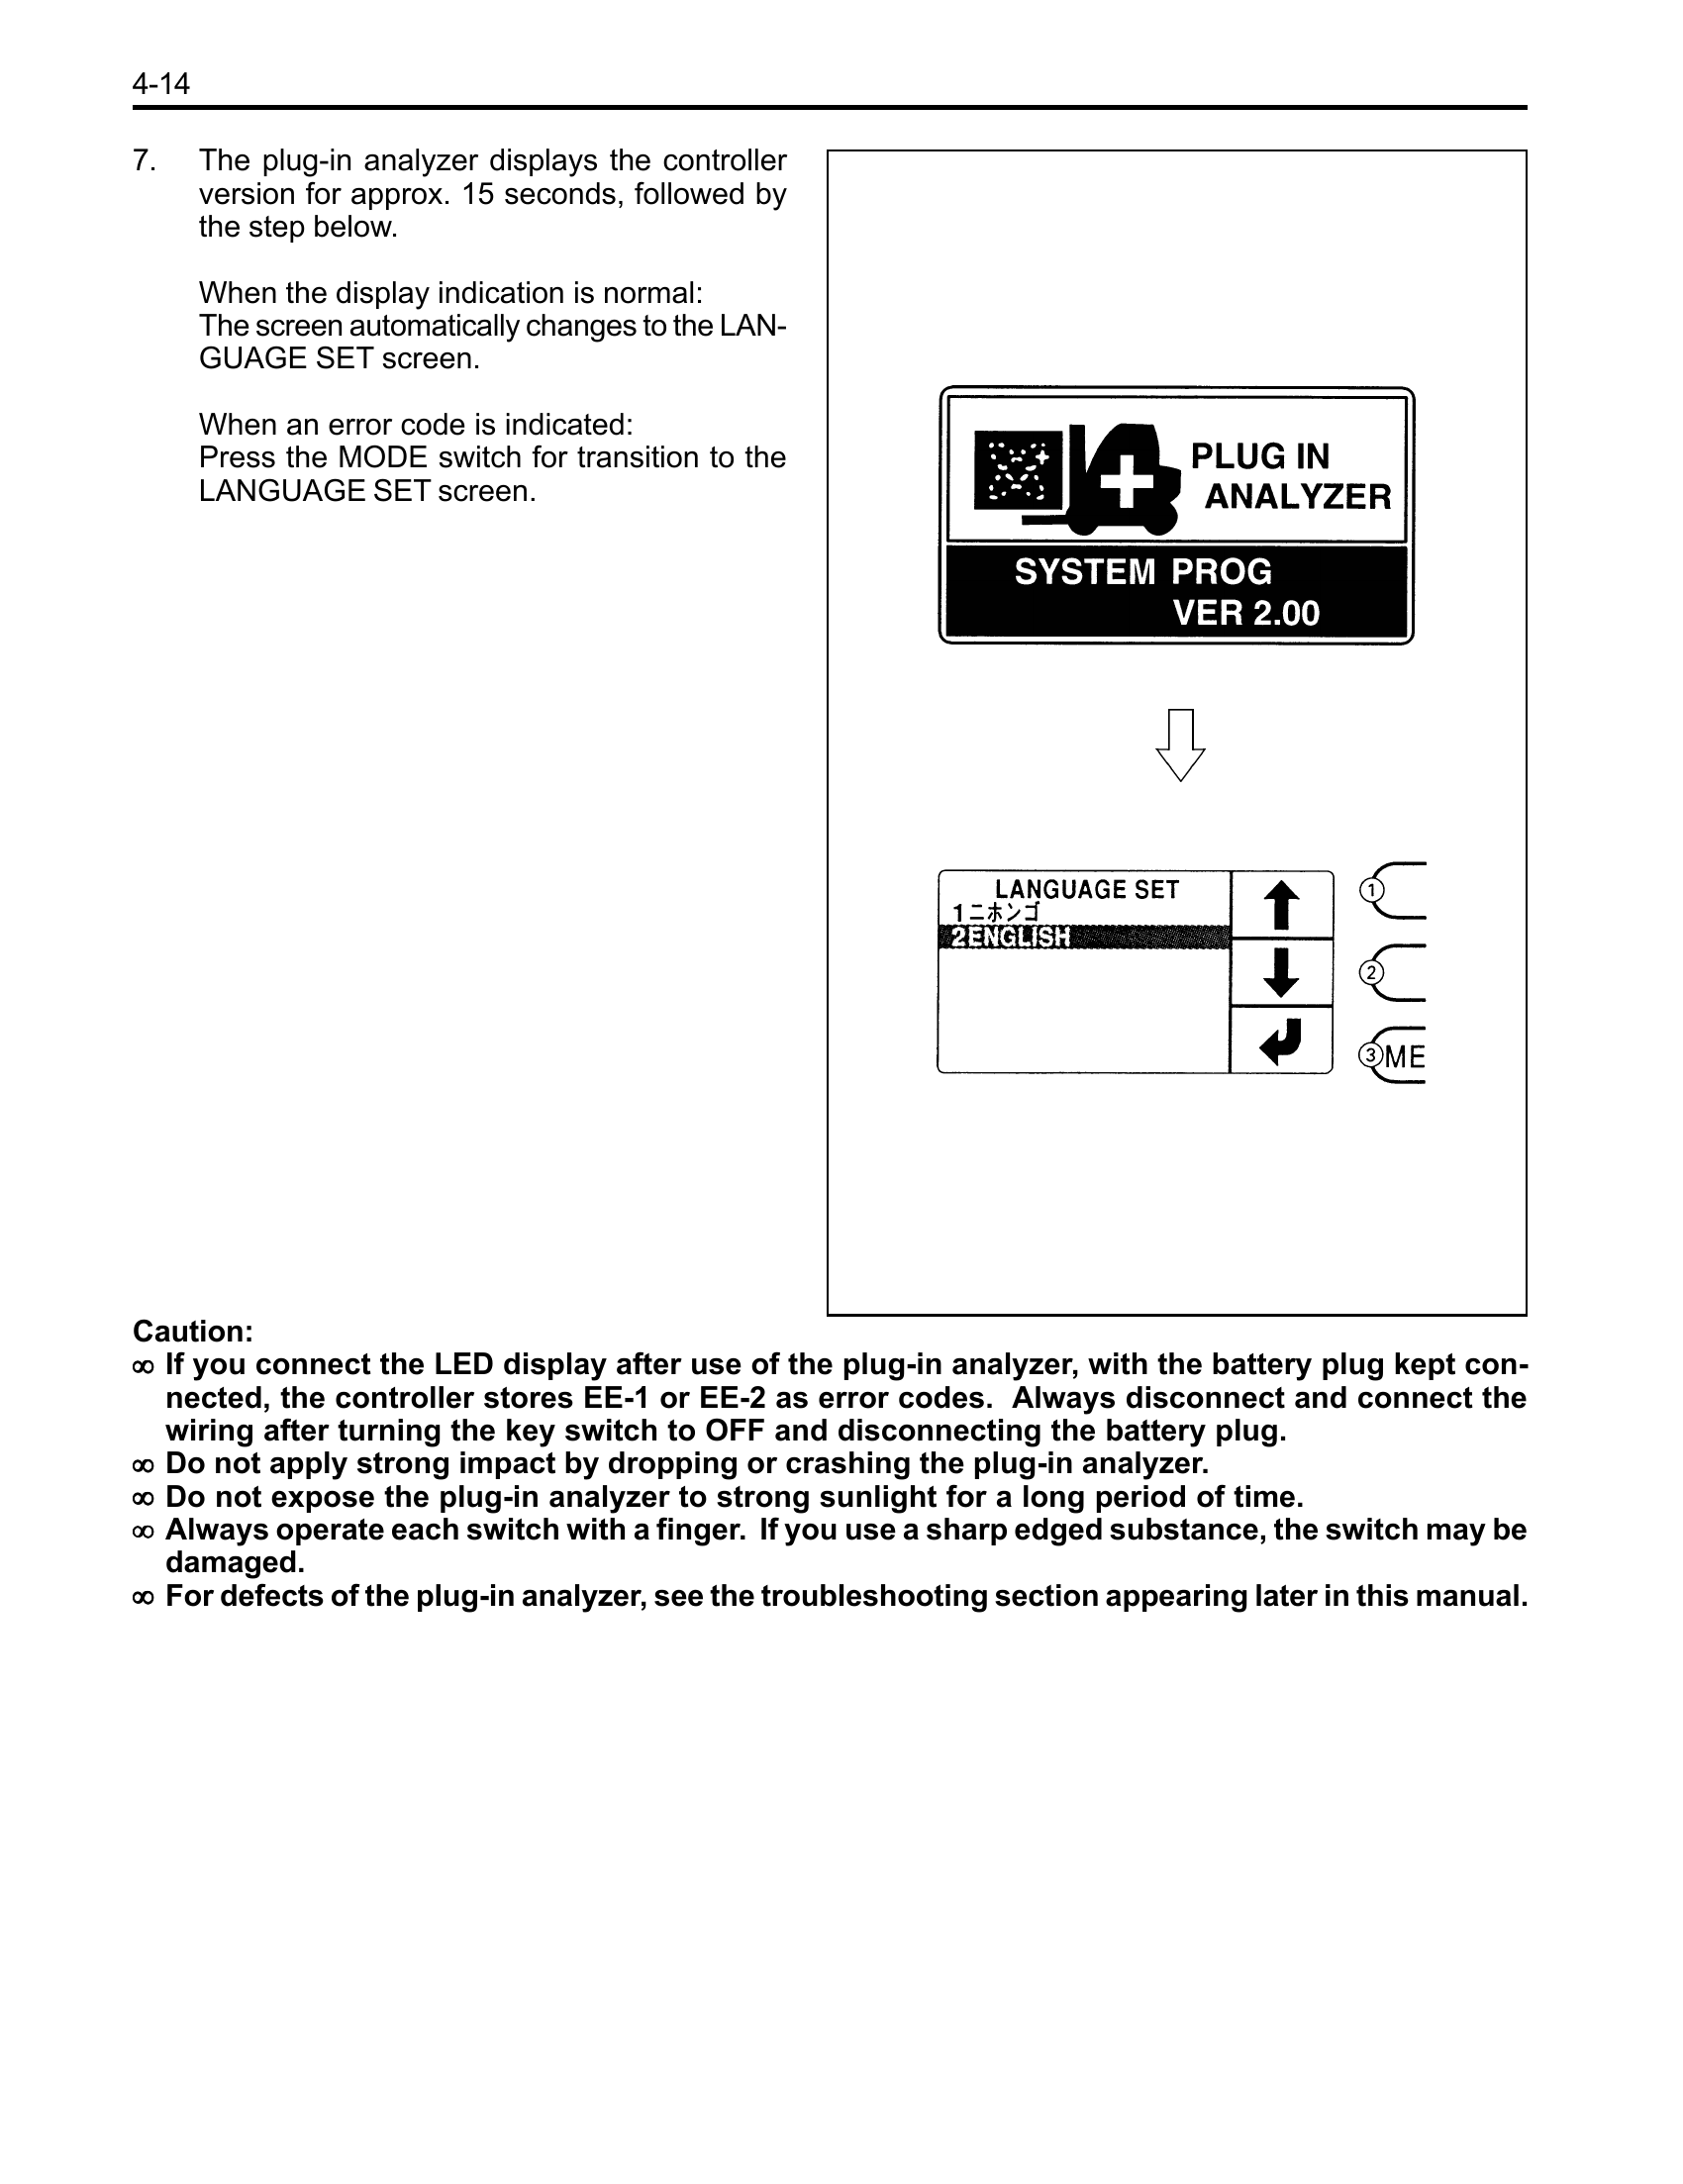 4-14
7. The plug-in analyzer displays the controller
version for approx. 15 seconds, followed by
the step below.
When the display indication is normal:
The screen automatically changes to the LAN-
GUAGE SET screen.
When an error code is indicated:
Press the MODE switch for transition to the
LANGUAGE SET screen.
PLUG IN
ANALYZER
SYSTEM PROG
VER 2.00
LANGUAGE SET
1ニホンゴ
2ENGLISH
①
②
③ME
Caution:
∞ If you connect the LED display after use of the plug-in analyzer, with the battery plug kept con-
nected, the controller stores EE-1 or EE-2 as error codes. Always disconnect and connect the
wiring after turning the key switch to OFF and disconnecting the battery plug.
∞ Do not apply strong impact by dropping or crashing the plug-in analyzer.
∞ Do not expose the plug-in analyzer to strong sunlight for a long period of time.
∞ Always operate each switch with a finger. If you use a sharp edged substance, the switch may be
damaged.
∞ For defects of the plug-in analyzer, see the troubleshooting section appearing later in this manual.